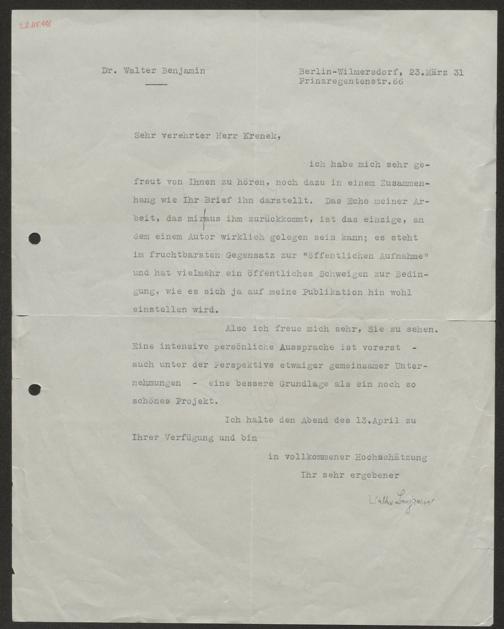 Dr. Walter Benjamin
Berlin-Wilmersdorf, 23.März 31
Prinzregentenstr.66
Sehr verehrter Herr Krenek,
ich habe mich sehr ge-
freut von Ihnen zu hören, noch dazu in einem Zusammen-
hang wie Ihr Brief ihn darstellt. Das Echo meiner Ar-
beit, das mir aus ihm zurückkommt, ist das einzige, an
dem einem Autor wirklich gelegen sein kann; es steht
im fruchtbarsten Gegensatz zur "öffentlichen Aufnahme"
und hat vielmehr ein öffentliches Schweigen zur Bedin-
gung, wie es sich ja auf meine Publikation hin wohl
einstellen wird.
Also ich freue mich sehr, Sie zu sehen.
Eine intensive persönliche Aussprache ist vorerst -
auch unter der Perspektive etwaiger gemeinsamer Unter-
nehmungen - eine bessere Grundlage als ein noch so
schönes Projekt.
Ich halte den Abend des 13.April zu
Ihrer Verfügung und bin
in vollkommener Hochschätzung
Ihr sehr ergebener
Walter Benjamin